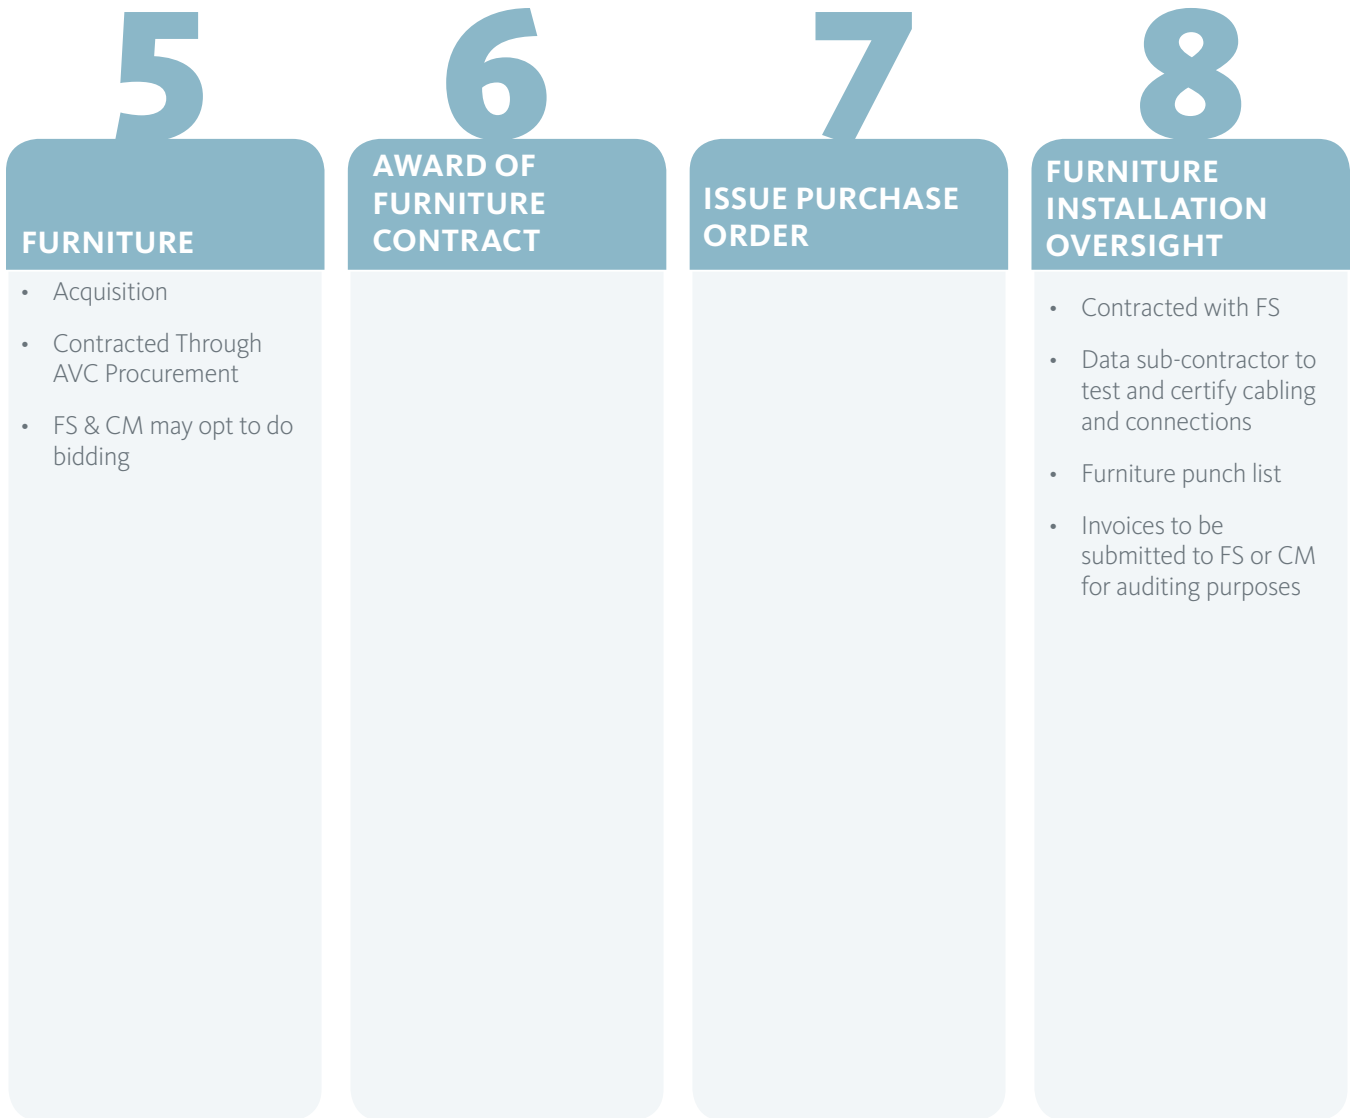 5
FURNITURE
• Acquisition
• Contracted Through
AVC Procurement
• FS & CM may opt to do
bidding
6
AWARD OF
FURNITURE
CONTRACT
7
ISSUE PURCHASE
ORDER
8
FURNITURE
INSTALLATION
OVERSIGHT
• Contracted with FS
• Data sub-contractor to
test and certify cabling
and connections
• Furniture punch list
• Invoices to be
submitted to FS or CM
for auditing purposes